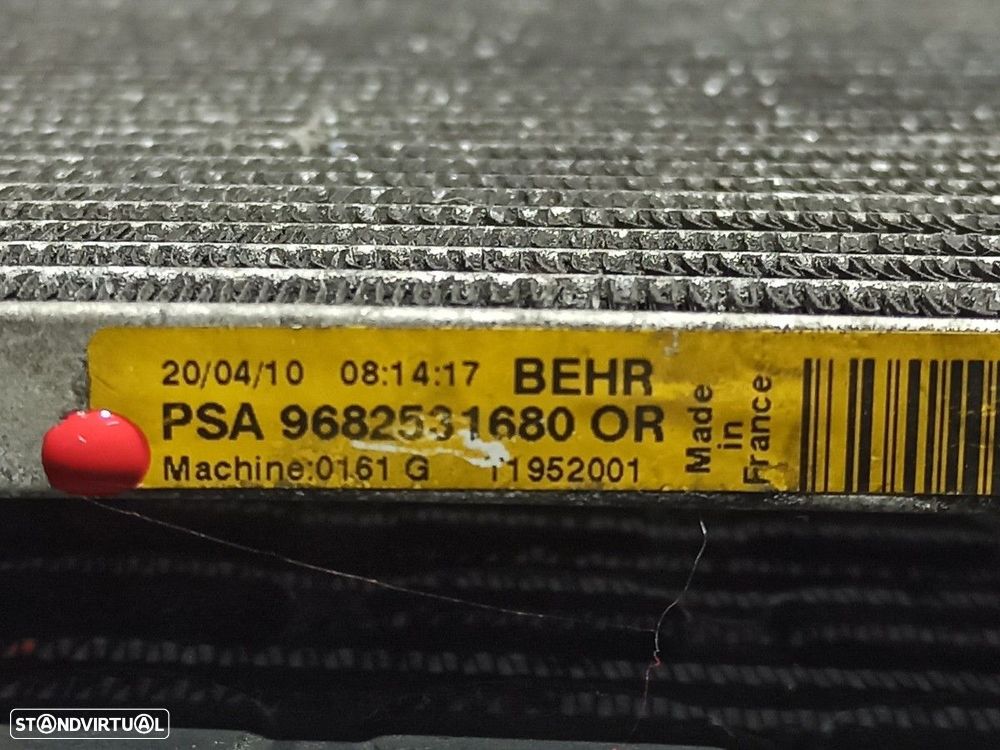 20/04/10 08:14:17 BEHR
PSA 9682531680 OR
Machine:0161 G 11952001
Made
in
France
STANDVIRTUAL